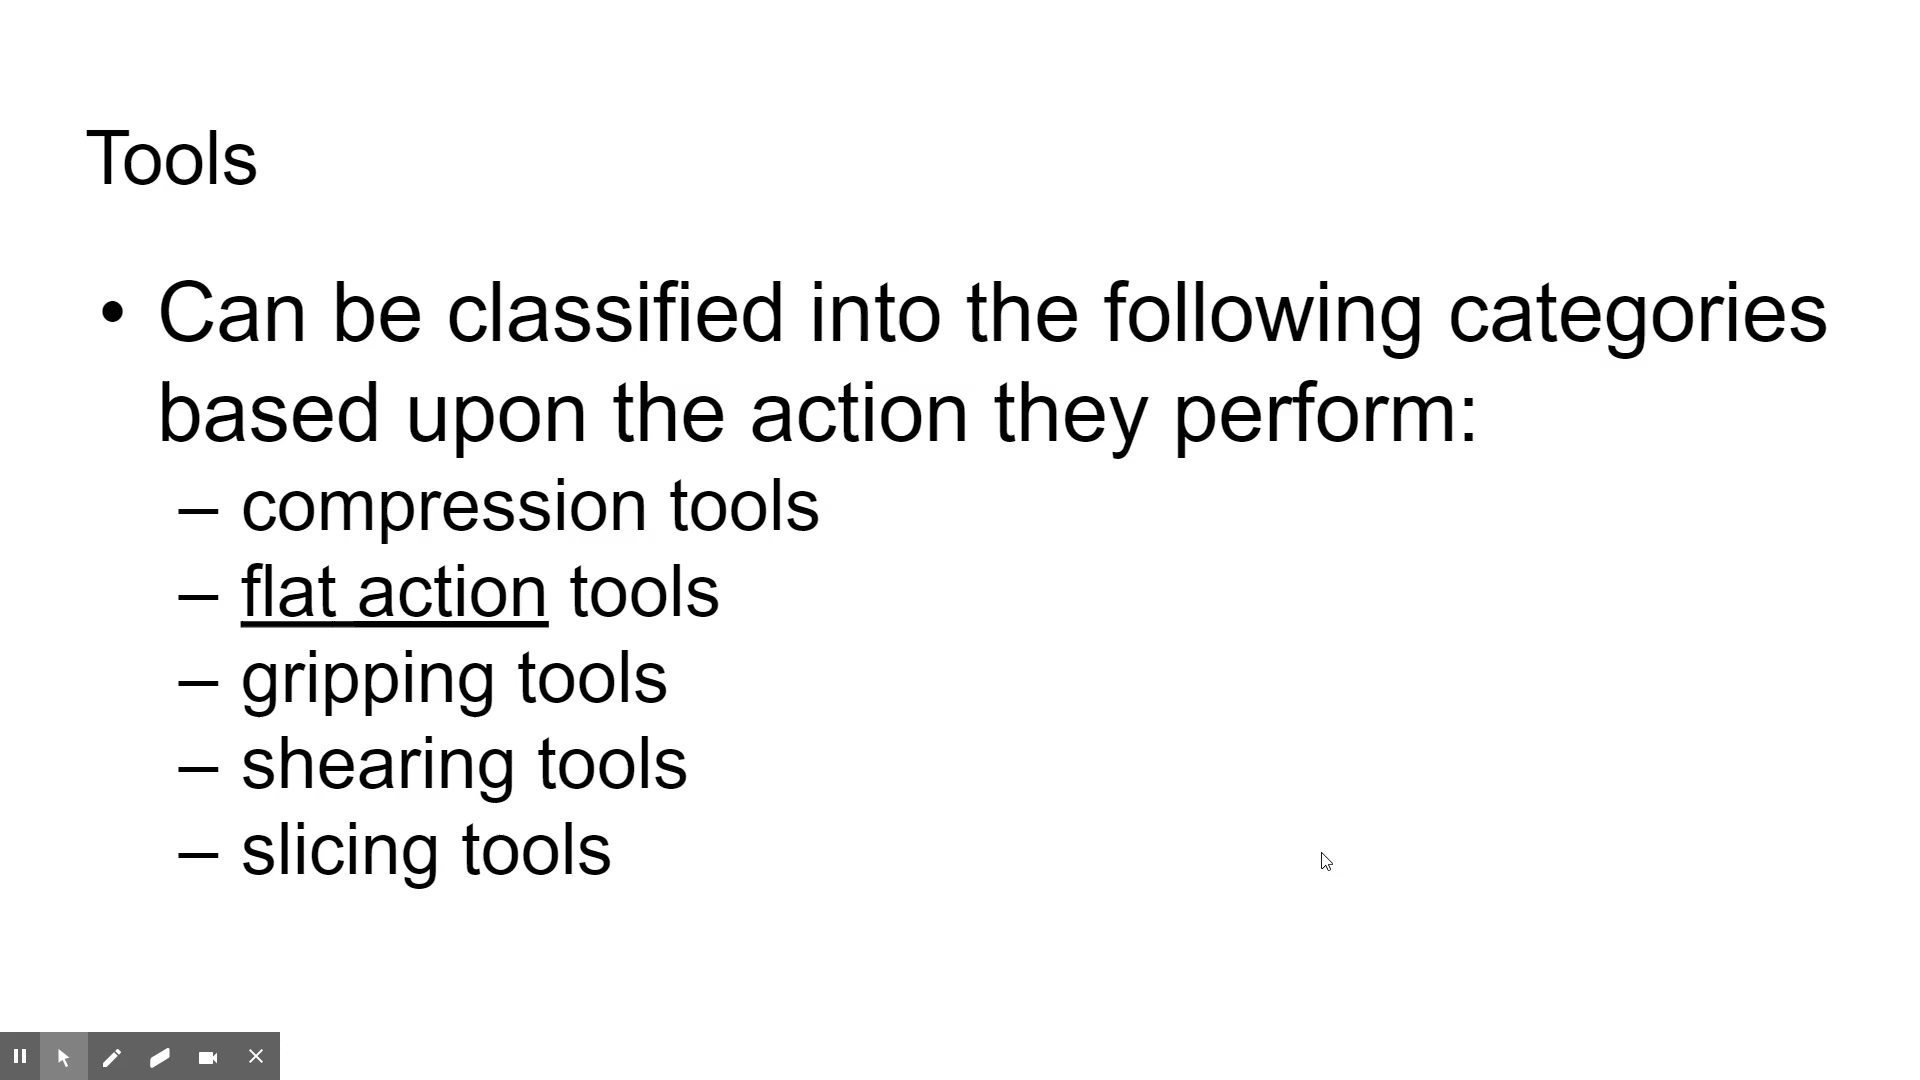 Tools
• Can be classified into the following categories
based upon the action they perform:
– compression tools
– flat action tools
– gripping tools
– shearing tools
– slicing tools